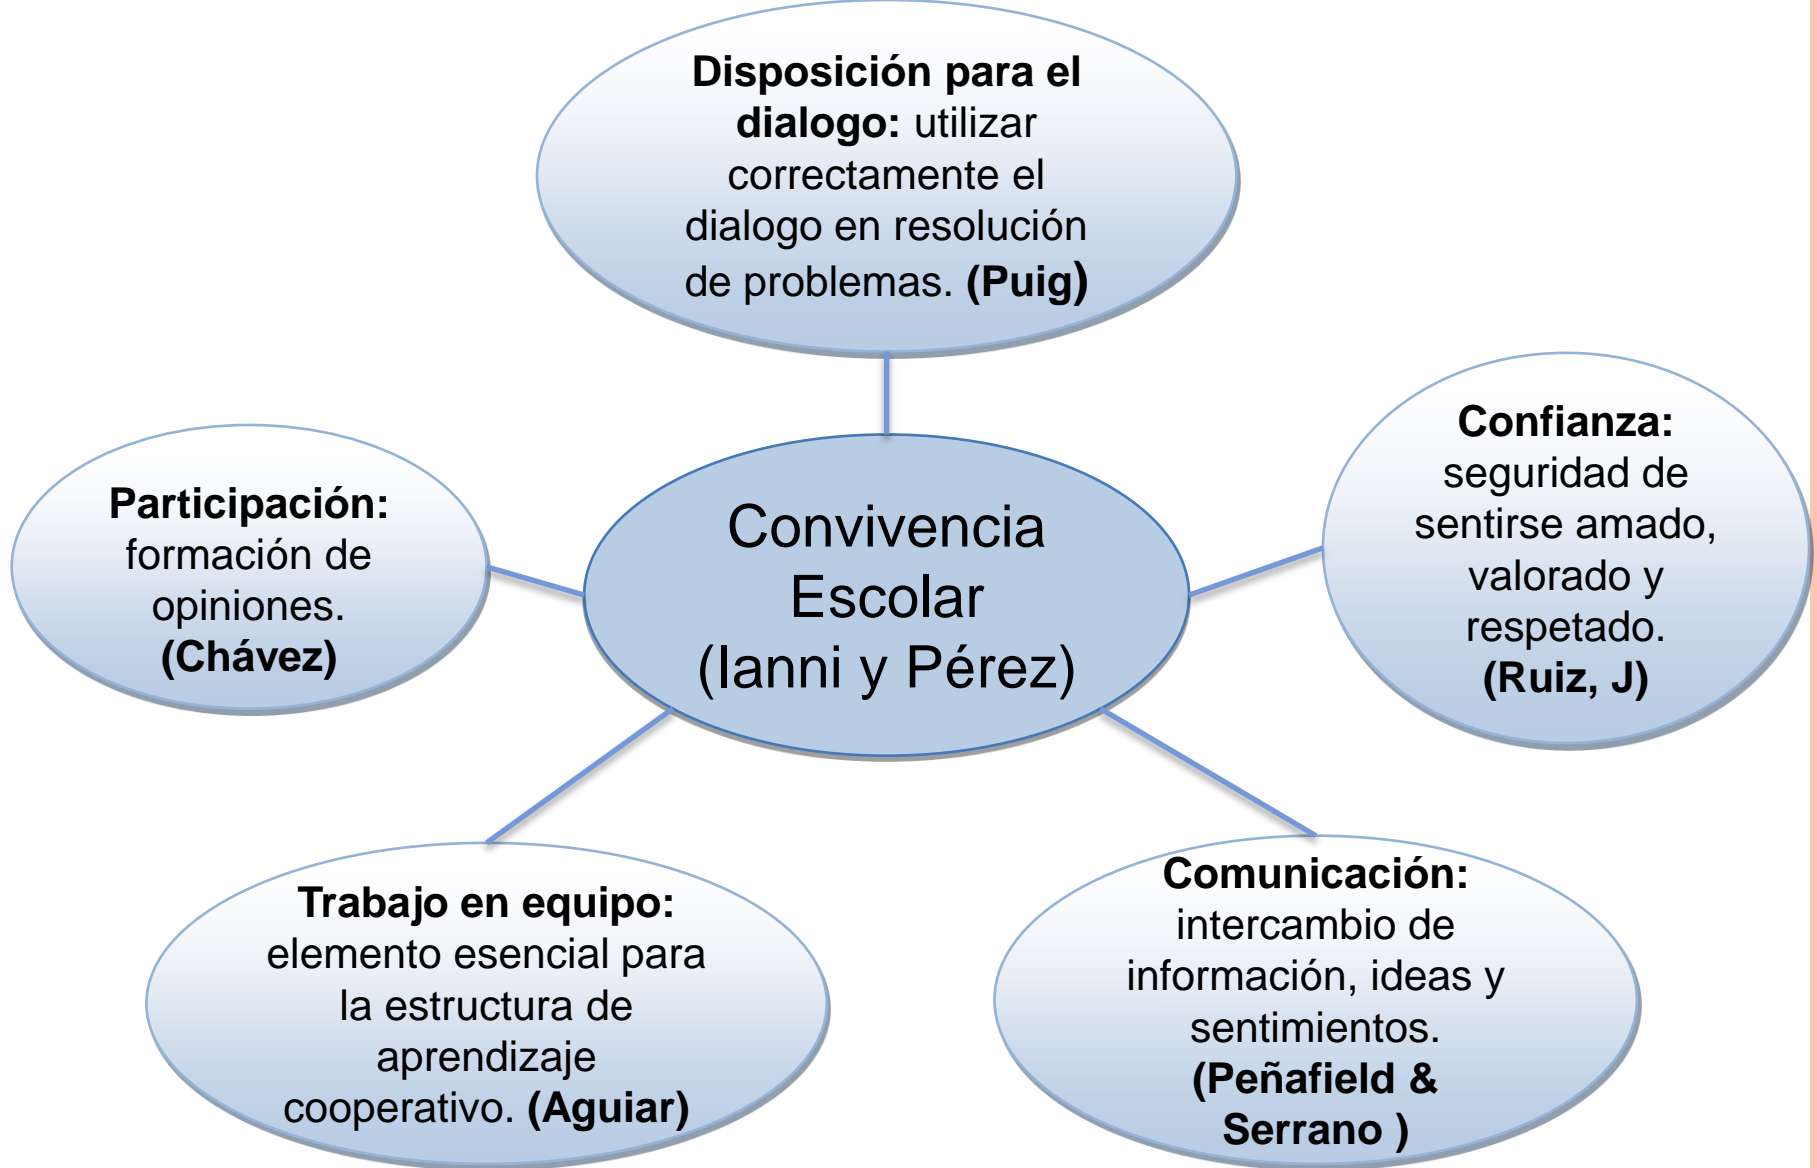 Disposición para el
dialogo: utilizar
correctamente el
dialogo en resolución
de problemas. (Puig)
Confianza:
seguridad de
sentirse amado,
valorado y
respetado.
(Ruiz, J)
Participación:
formación de
opiniones.
(Chávez)
Convivencia
Escolar
(Ianni y Pérez)
Trabajo en equipo:
elemento esencial para
la estructura de
aprendizaje
cooperativo. (Aguiar)
Comunicación:
intercambio de
información, ideas y
sentimientos.
(Peñafield &
Serrano )